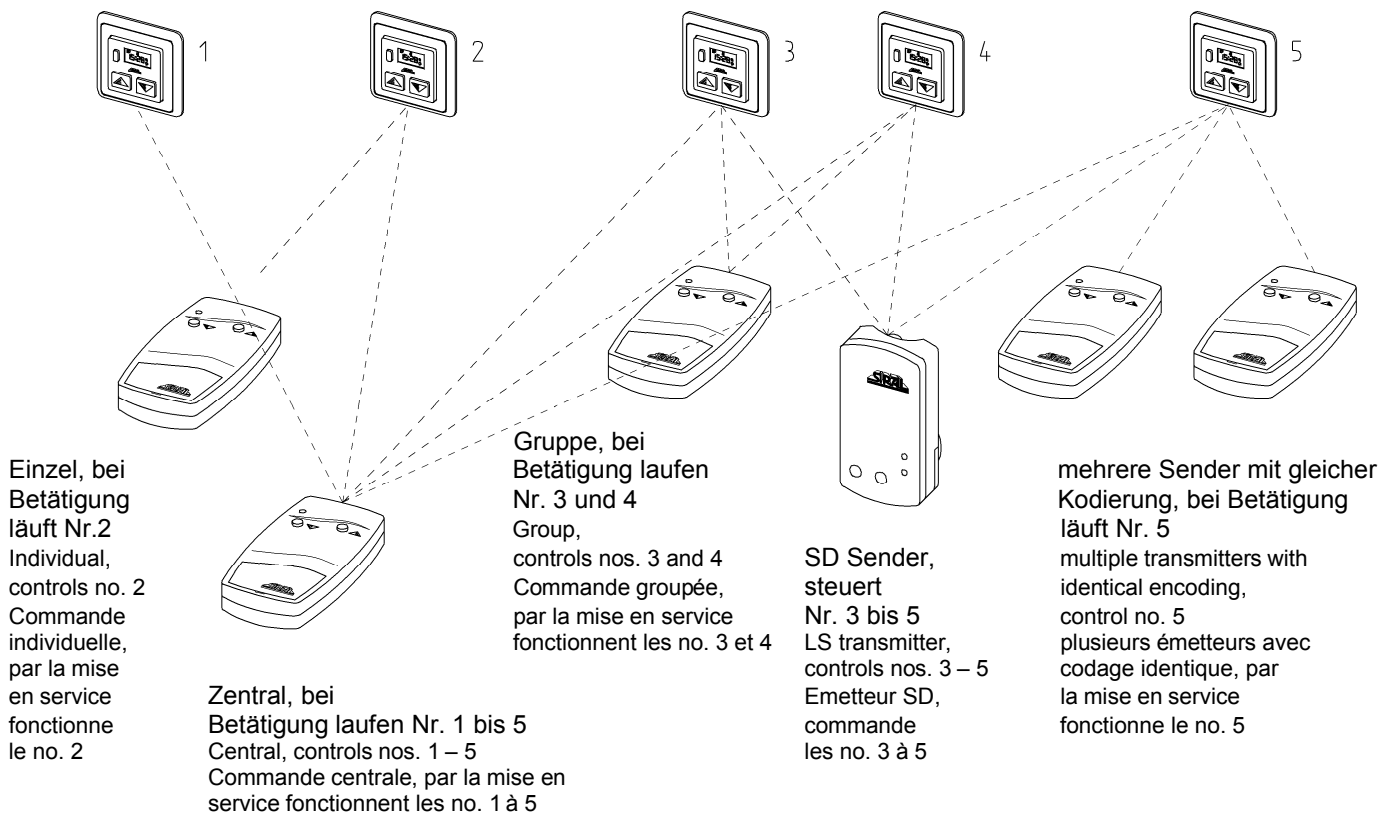 1
2
3
4
5
Einzel, bei
Betätigung
läuft Nr.2
Individual,
controls no. 2
Commande
individuelle,
par la mise
en service
fonctionne
le no. 2
Zentral, bei
Betätigung laufen Nr. 1 bis 5
Central, controls nos. 1 – 5
Commande centrale, par la mise en
service fonctionnent les no. 1 à 5
Gruppe, bei
Betätigung laufen
Nr. 3 und 4
Group,
controls nos. 3 and 4
Commande groupée,
par la mise en service
fonctionnent les no. 3 et 4
SD Sender,
steuert
Nr. 3 bis 5
LS transmitter,
controls nos. 3 – 5
Emetteur SD,
commande
les no. 3 à 5
mehrere Sender mit gleicher
Kodierung, bei Betätigung
läuft Nr. 5
multiple transmitters with
identical encoding,
control no. 5
plusieurs émetteurs avec
codage identique, par
la mise en service
fonctionne le no. 5